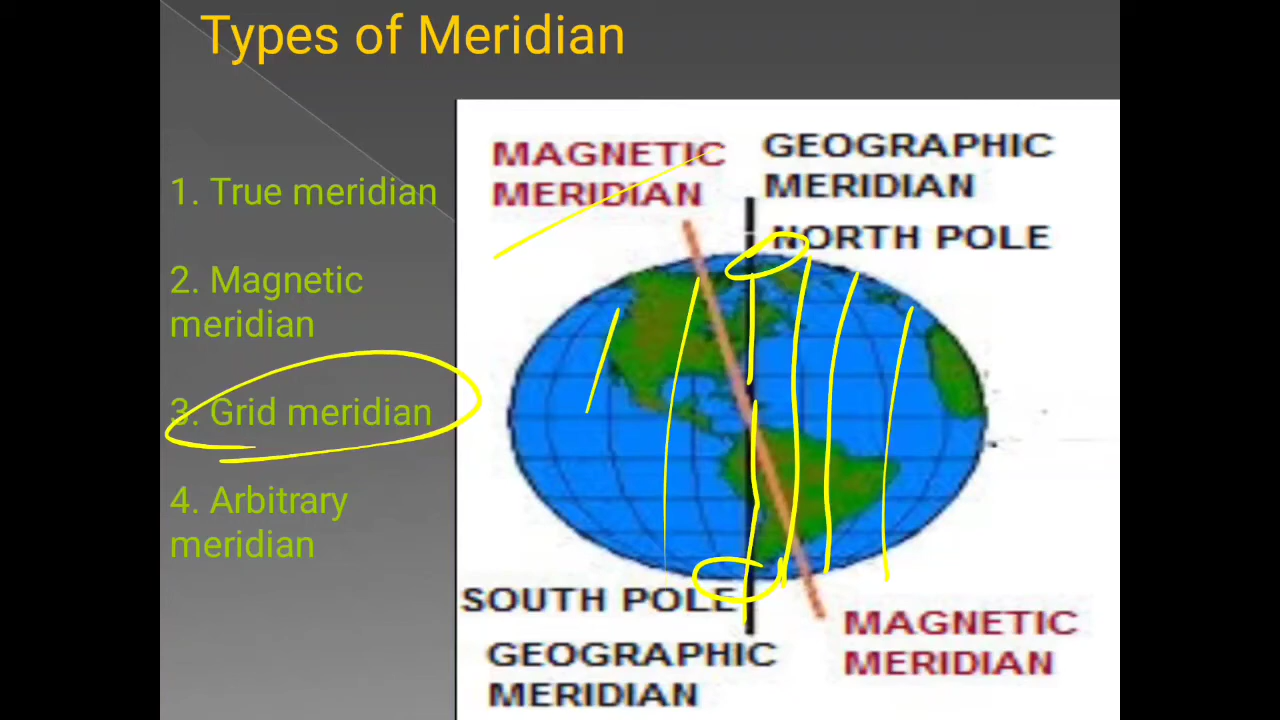 Types of Meridian
1. True meridian
2. Magnetic
meridian
3. Grid meridian
4. Arbitrary
meridian
MAGNETIC
MERIDIAN
GEOGRAPHIC
MERIDIAN
NORTH POLE
SOUTH POLE
GEOGRAPHIC
MERIDIAN
MAGNETIC
MERIDIAN